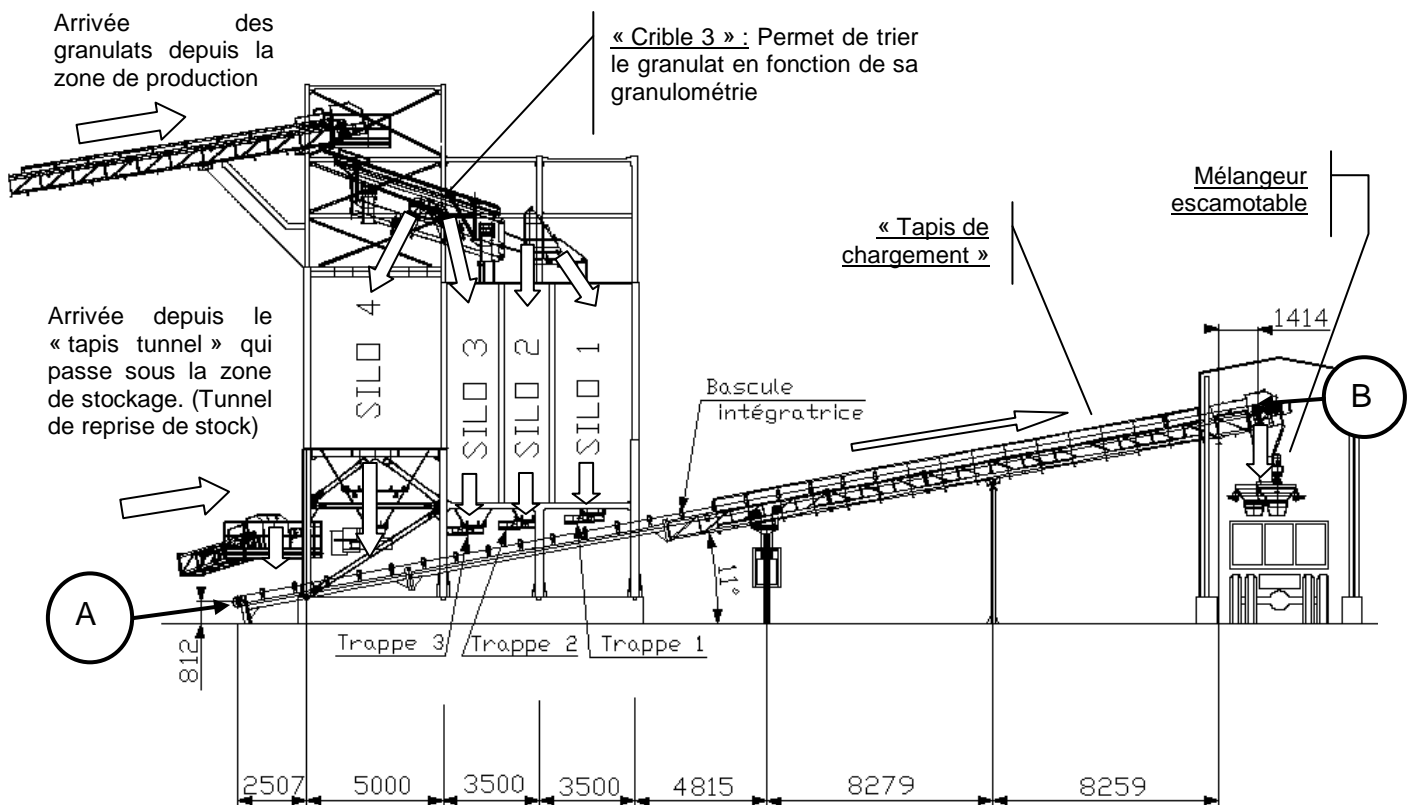 Arrivée des
granulats depuis la
zone de production
« Crible 3 » : Permet de trier
le granulat en fonction de sa
granulométrie
Mélangeur
escamotable
« Tapis de
chargement »
1414
Arrivée depuis le
« tapis tunnel » qui
passe sous la zone
de stockage. (Tunnel
de reprise de stock)
SILO 4
SILO 3
SILO 2
SILO 1
Bascule
intégratrice
B
11°
A
812
Trappe 3
Trappe 2
Trappe 1
2507
5000
3500
3500
4815
8279
8259